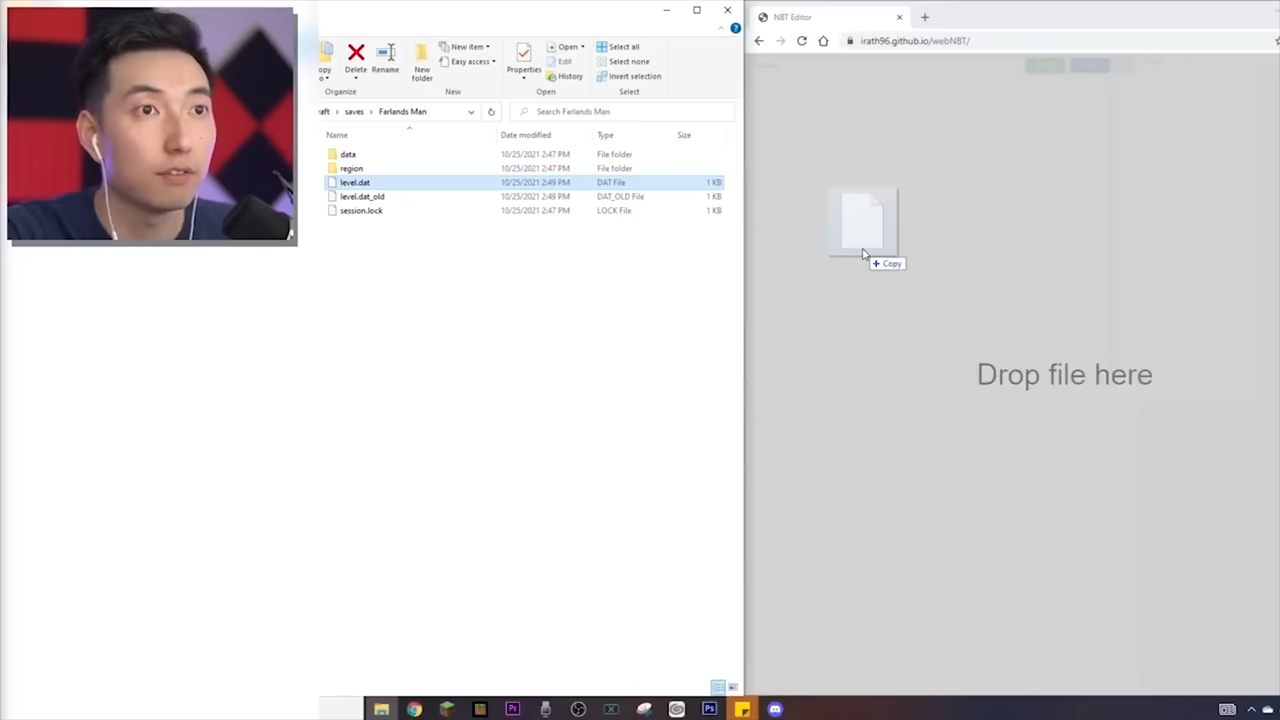 NBT Editor
irath96.github.io/webNBT/
opy
to
Delete
Rename
New
folder
New item
Easy access
Properties
Open
Edit
History
Select all
Select none
Invert selection
Organize
New
Open
Select
raft
saves
Farlands Man
Search Farlands Man
Name
Date modified
Type
Size
data
10/25/2021 2:47 PM
File folder
region
10/25/2021 2:47 PM
File folder
level.dat
10/25/2021 2:49 PM
DAT File
1 KB
level.dat_old
10/25/2021 2:49 PM
DAT_OLD File
1 KB
session.lock
10/25/2021 2:47 PM
LOCK File
1 KB
+ Copy
Drop file here
Pr
Ps